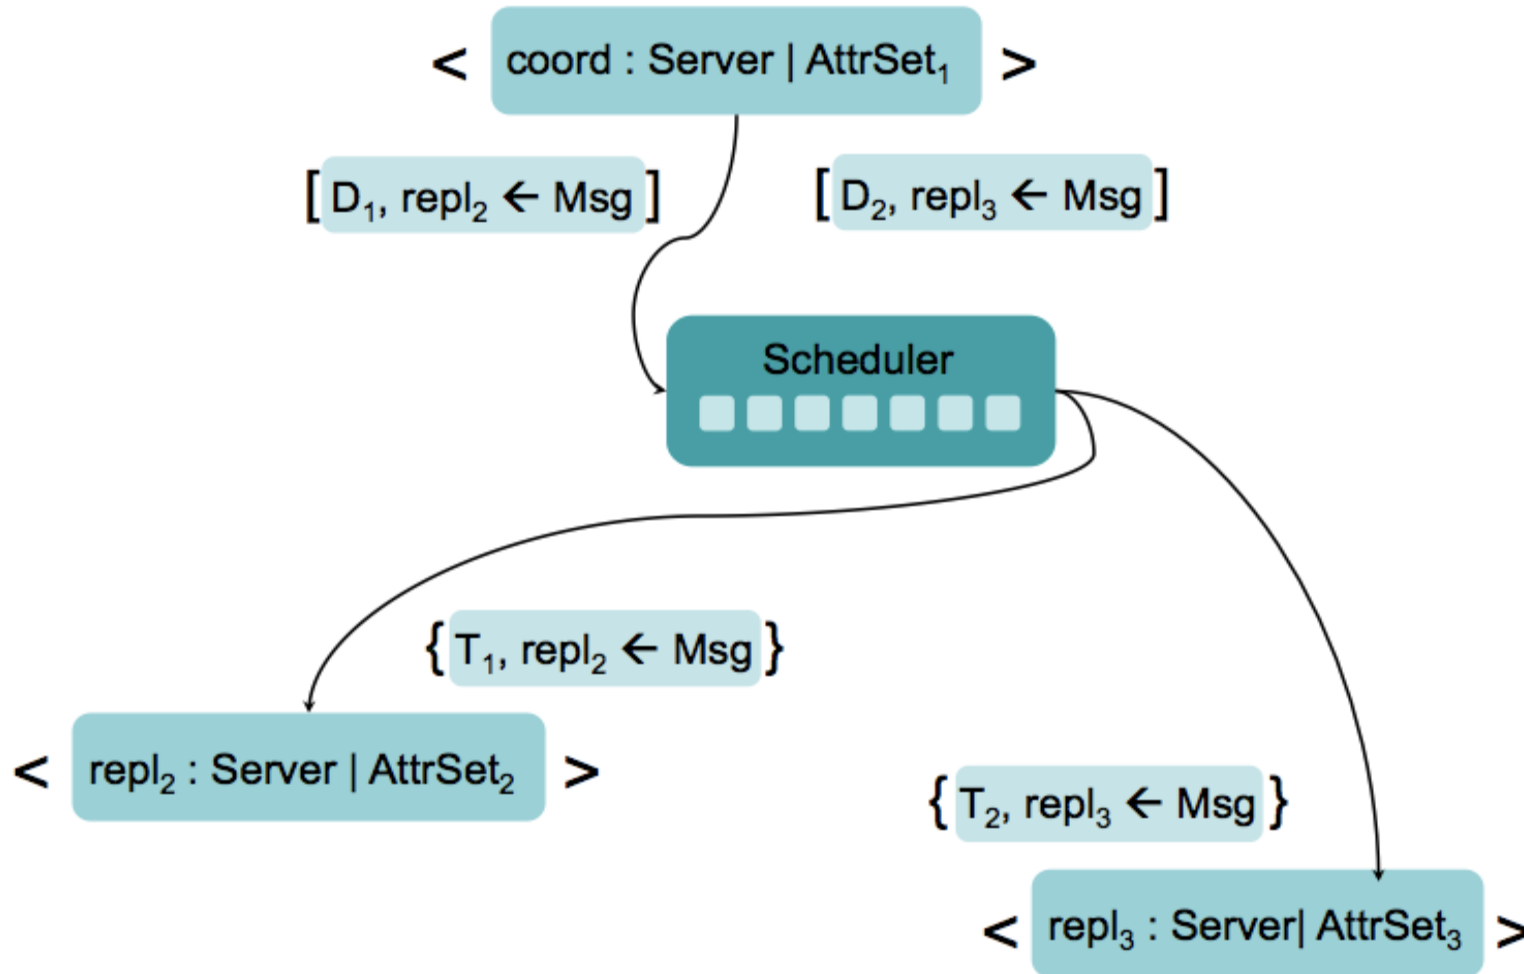 < coord : Server | AttrSet₁ >
[ D₁, repl₂ ← Msg ]
[ D₂, repl₃ ← Msg ]
Scheduler
{ T₁, repl₂ ← Msg }
< repl₂ : Server | AttrSet₂ >
{ T₂, repl₃ ← Msg }
< repl₃ : Server| AttrSet₃ >